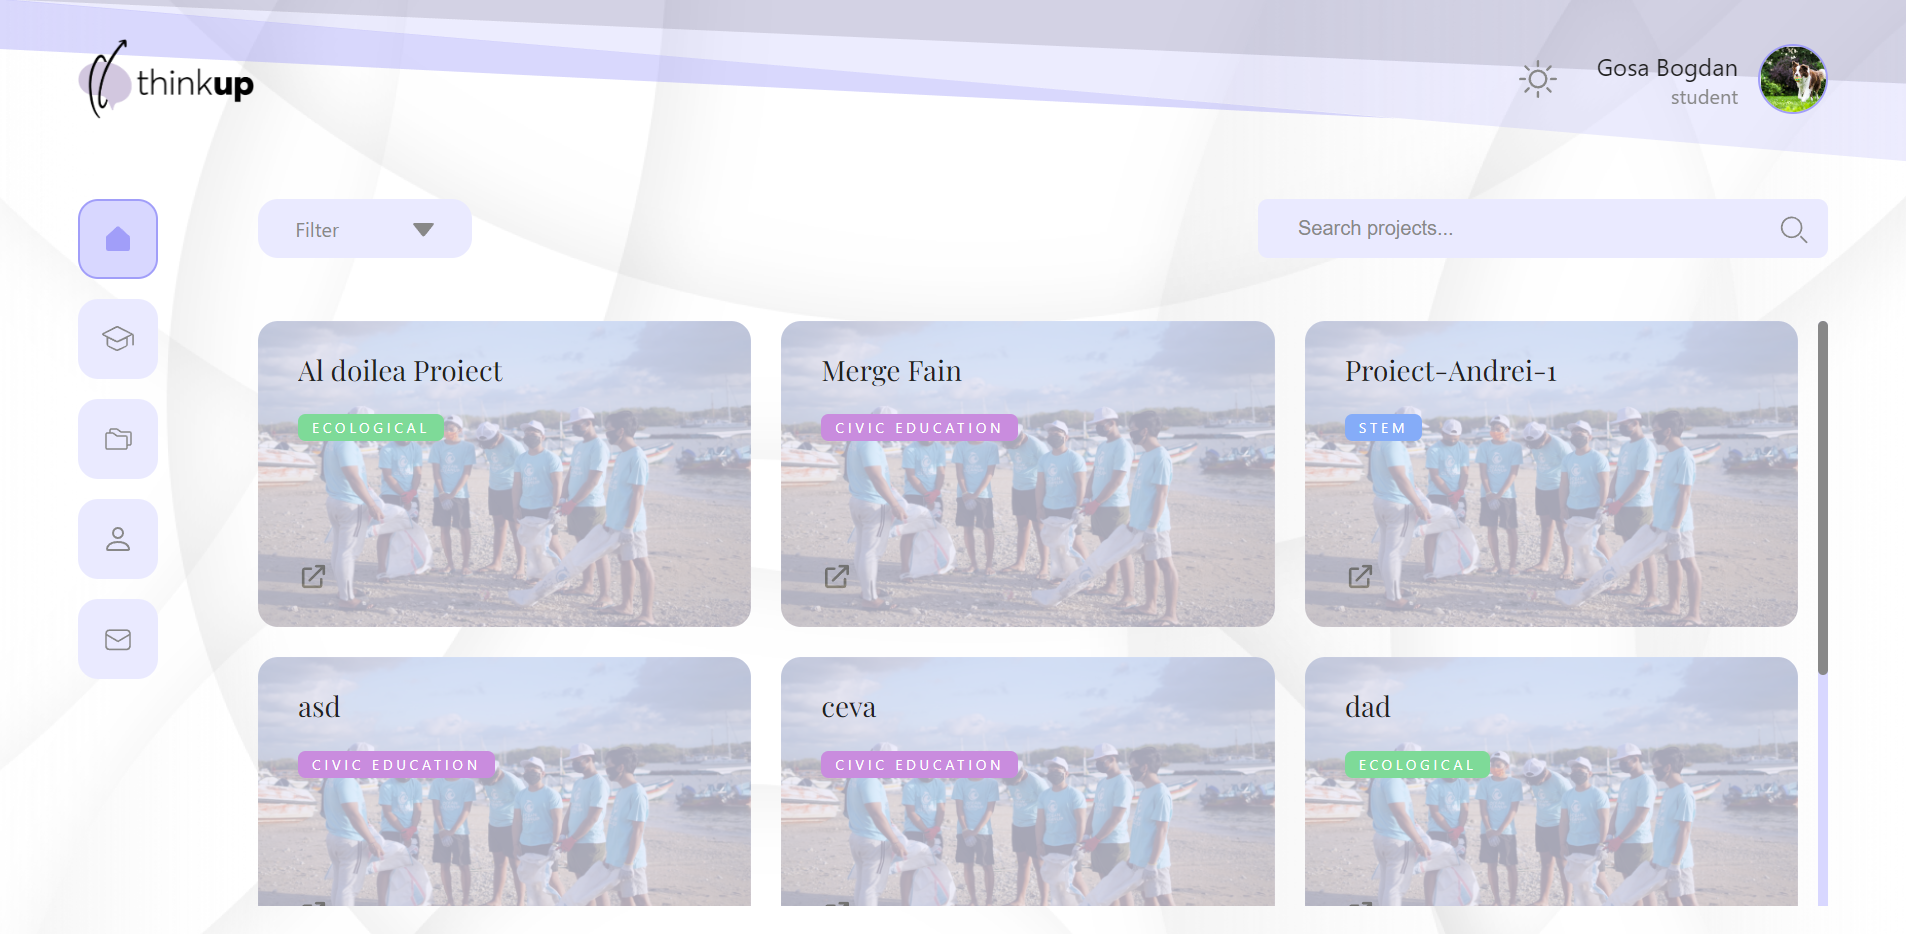 thinkup
Gosa Bogdan
student
Filter
Search projects...
Al doilea Proiect
ECOLOGICAL
Merge Fain
CIVIC EDUCATION
Proiect-Andrei-1
STEM
asd
CIVIC EDUCATION
ceva
CIVIC EDUCATION
dad
ECOLOGICAL